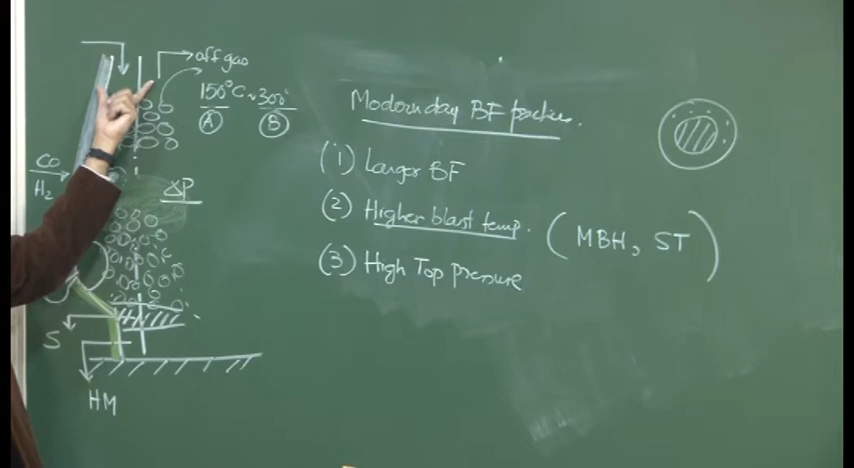 off gas
150°C ~ 300°
A B
CO
H₂
ΔP
S
HM
Modern day BF practice.
(1) Larger BF
(2) Higher blast temp. (MBH, ST)
(3) High Top pressure